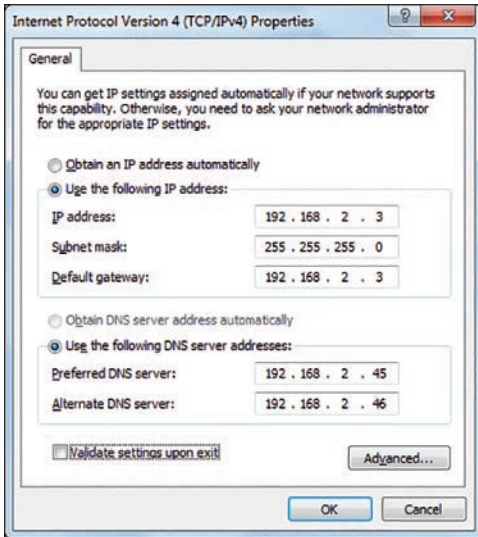 Internet Protocol Version 4 (TCP/IPv4) Properties
General
You can get IP settings assigned automatically if your network supports
this capability. Otherwise, you need to ask your network administrator
for the appropriate IP settings.
Obtain an IP address automatically
Use the following IP address:
IP address: 192 . 168 . 2 . 3
Subnet mask: 255 . 255 . 255 . 0
Default gateway: 192 . 168 . 2 . 3
Obtain DNS server address automatically
Use the following DNS server addresses:
Preferred DNS server: 192 . 168 . 2 . 45
Alternate DNS server: 192 . 168 . 2 . 46
Validate settings upon exit
Advanced...
OK Cancel